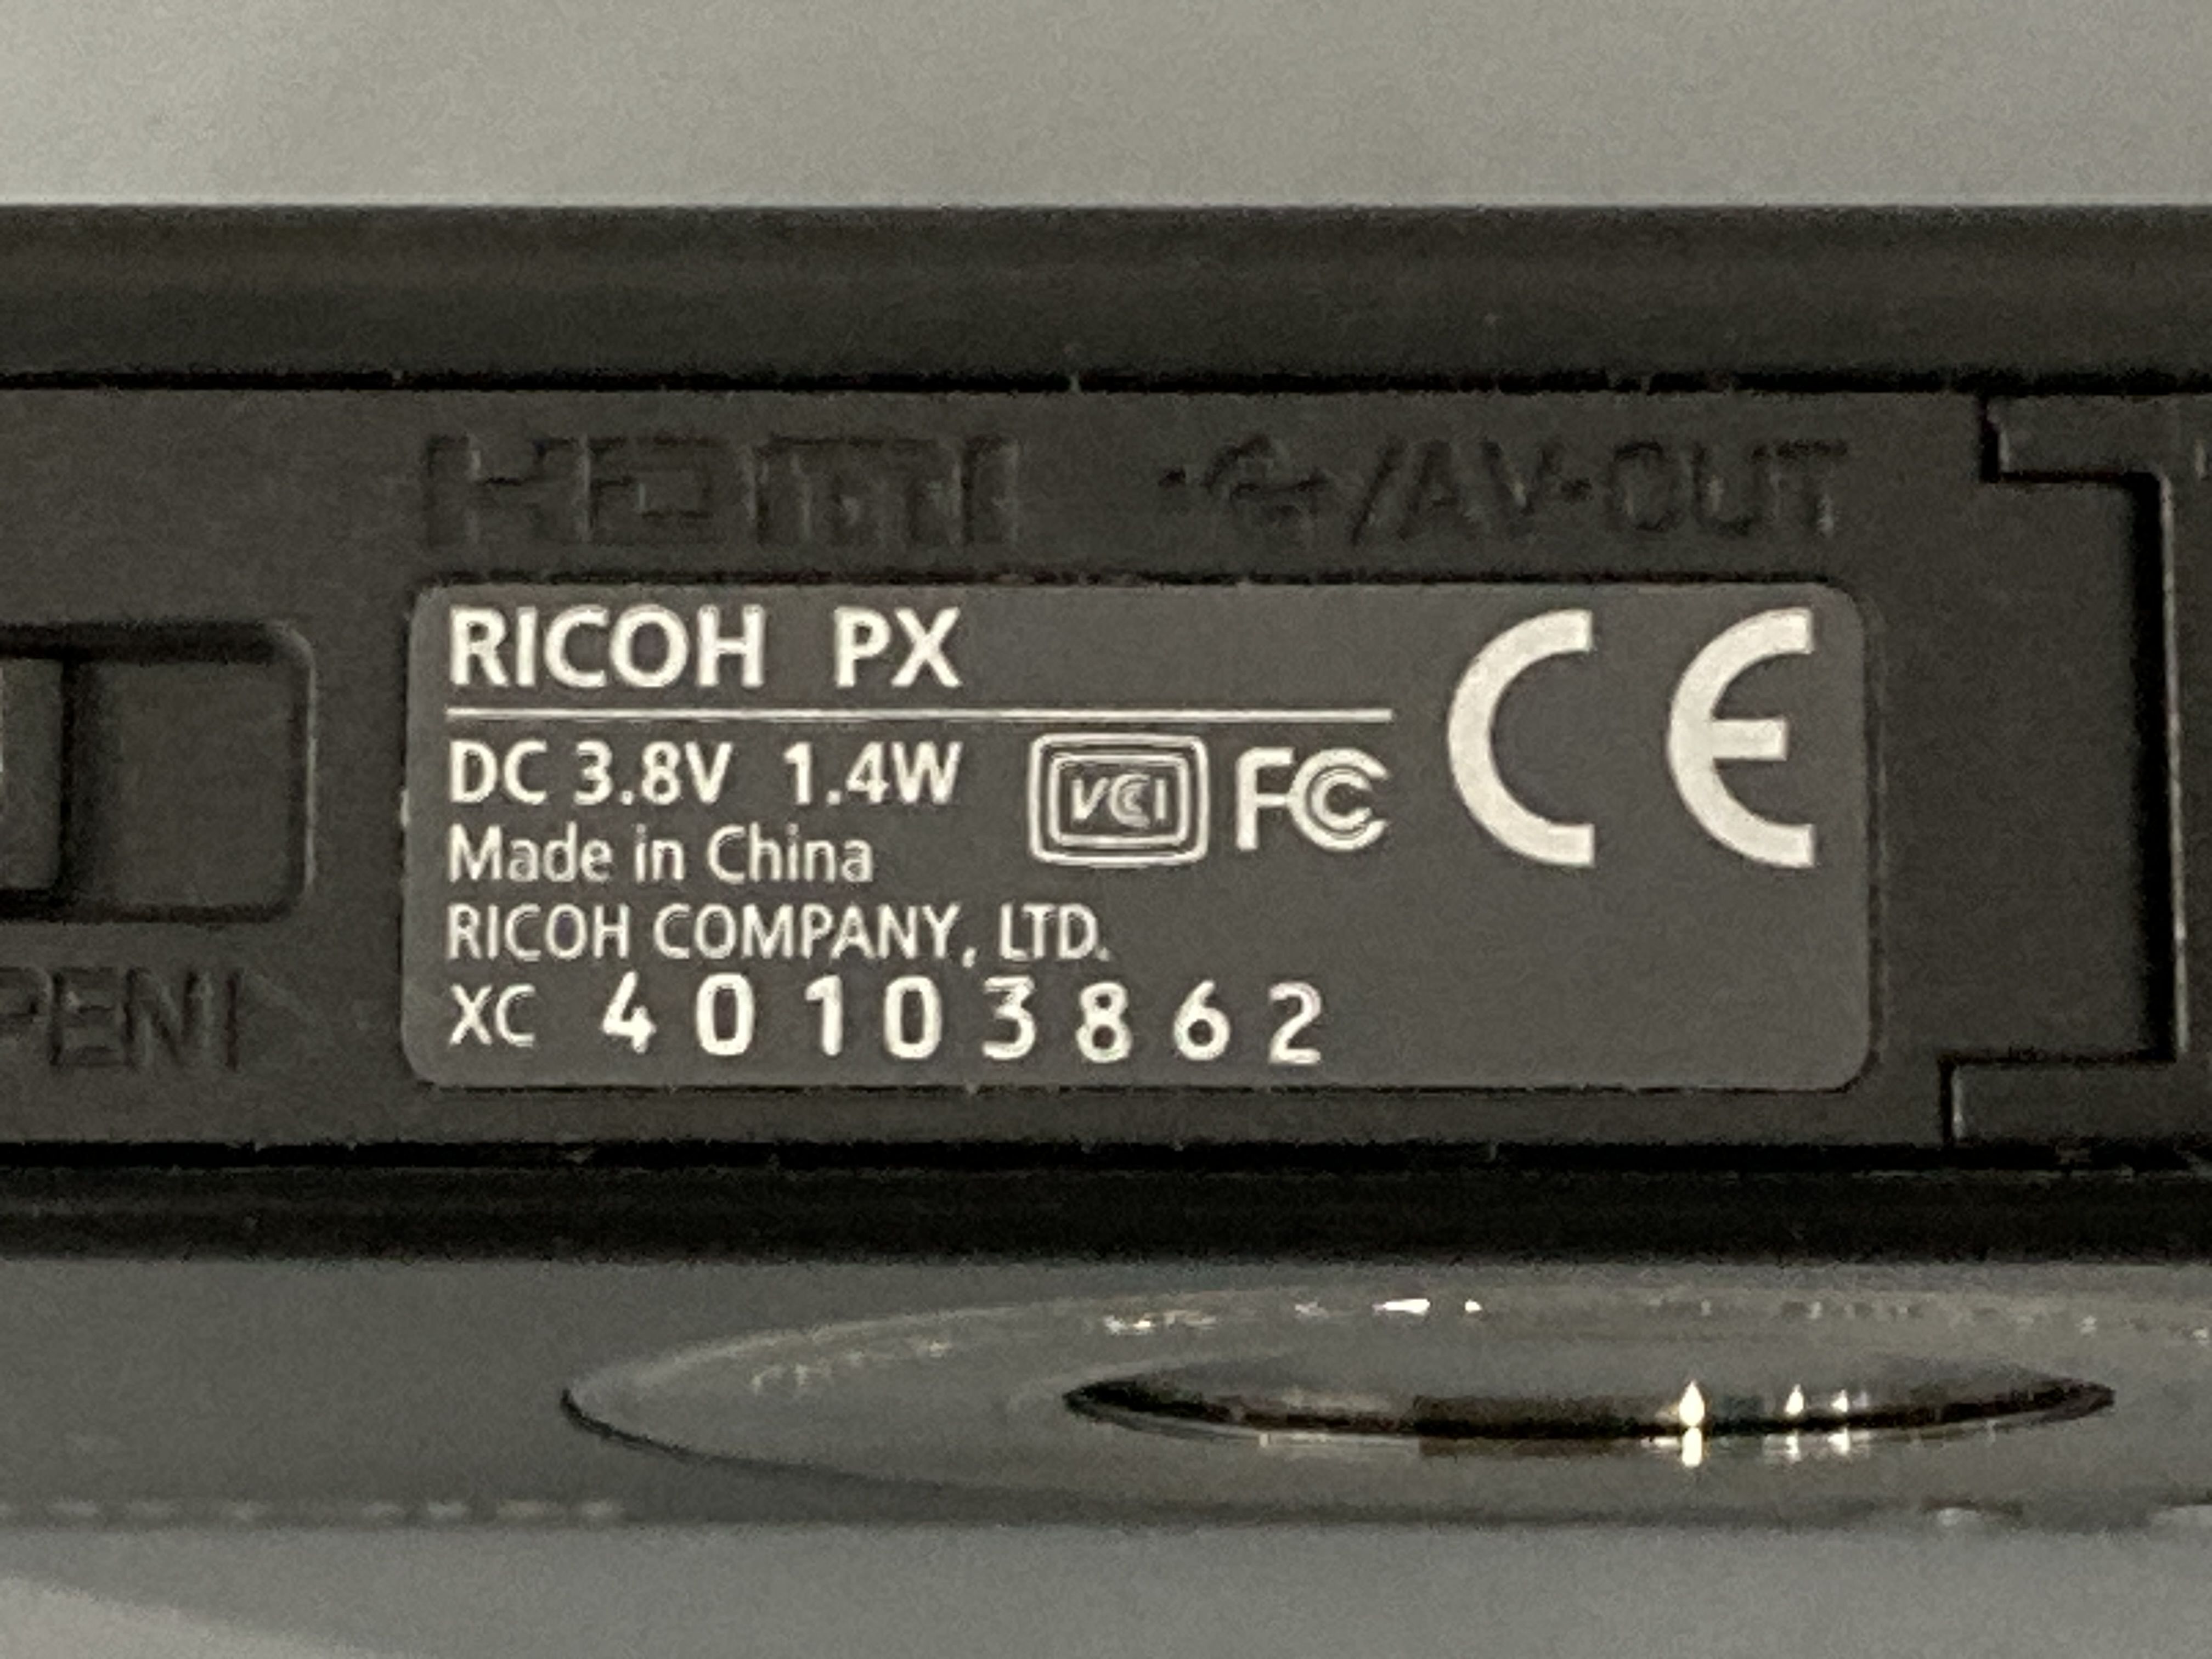 HDMI /AV-OUT
RICOH PX
DC 3.8V 1.4W VCI FC CE
Made in China
RICOH COMPANY, LTD.
XC 40103862